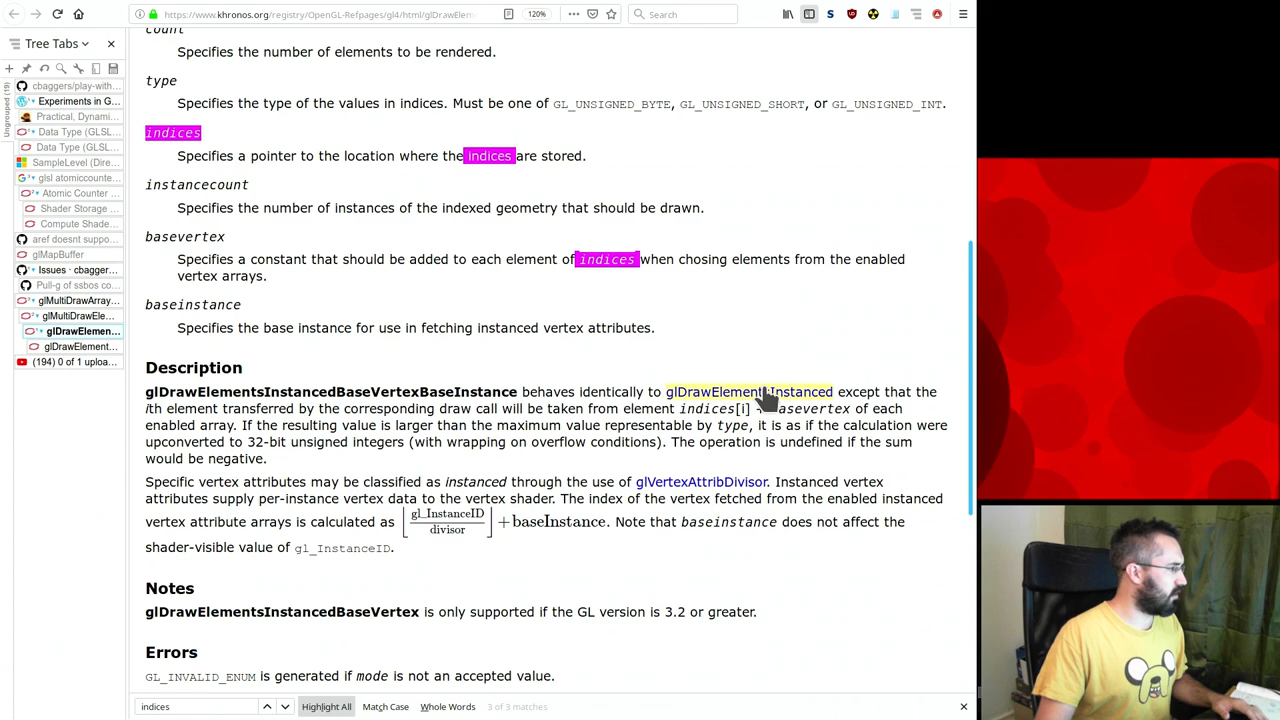 https://www.khronos.org/registry/OpenGL-Refpages/gl4/html/glDrawElem
120%
Search
Tree Tabs
Ungrouped (19)
cbaggers/play-with...
Experiments in G...
Practical, Dynami...
Data Type (GLSL...
Data Type (GLSL...
SampleLevel (Dire...
glsl atomiccounte...
Atomic Counter ...
Shader Storage ...
Compute Shade...
aref doesnt suppo...
glMapBuffer
Issues · cbagger...
Pull-g of ssbos co...
glMultiDrawArray...
glMultiDrawEle...
glDrawElemen...
glDrawElement...
(194) 0 of 1 uploa...
count
Specifies the number of elements to be rendered.
type
Specifies the type of the values in indices. Must be one of GL_UNSIGNED_BYTE, GL_UNSIGNED_SHORT, or GL_UNSIGNED_INT.
indices
Specifies a pointer to the location where the indices are stored.
instancecount
Specifies the number of instances of the indexed geometry that should be drawn.
basevertex
Specifies a constant that should be added to each element of indices when chosing elements from the enabled
vertex arrays.
baseinstance
Specifies the base instance for use in fetching instanced vertex attributes.
Description
glDrawElementsInstancedBaseVertexBaseInstance behaves identically to glDrawElementsInstanced except that the
ith element transferred by the corresponding draw call will be taken from element indices[i] + basevertex of each
enabled array. If the resulting value is larger than the maximum value representable by type, it is as if the calculation were
upconverted to 32-bit unsigned integers (with wrapping on overflow conditions). The operation is undefined if the sum
would be negative.
Specific vertex attributes may be classified as instanced through the use of glVertexAttribDivisor. Instanced vertex
attributes supply per-instance vertex data to the vertex shader. The index of the vertex fetched from the enabled instanced
vertex attribute arrays is calculated as ⌊gl_InstanceID/divisor⌋ + baseInstance. Note that baseinstance does not affect the
shader-visible value of gl_InstanceID.
Notes
glDrawElementsInstancedBaseVertex is only supported if the GL version is 3.2 or greater.
Errors
GL_INVALID_ENUM is generated if mode is not an accepted value.
indices
Highlight All
Match Case
Whole Words
3 of 3 matches